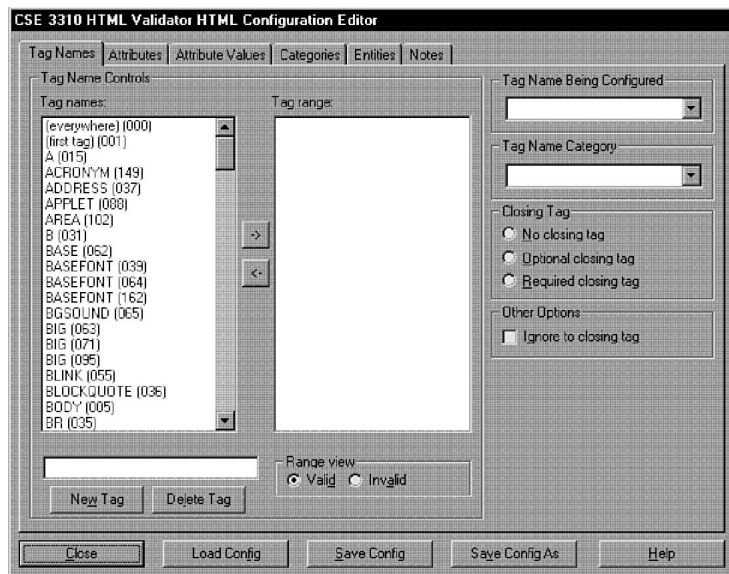 CSE 3310 HTML Validator HTML Configuration Editor
Tag Names Attributes Attribute Values Categories Entities Notes
Tag Name Controls
Tag names:
(everywhere) (000)
(first tag) (001)
A (015)
ACRONYM (149)
ADDRESS (037)
APPLET (088)
AREA (102)
B (031)
BASE (062)
BASEFONT (039)
BASEFONT (064)
BASEFONT (162)
BGSOUND (065)
BIG (063)
BIG (071)
BIG (095)
BLINK (055)
BLOCKQUOTE (036)
BODY (005)
BR (035)
New Tag
Delete Tag
->
<-
Tag range:
Range view
Valid Invalid
Tag Name Being Configured
Tag Name Category
Closing Tag
No closing tag
Optional closing tag
Required closing tag
Other Options
Ignore to closing tag
Close Load Config Save Config Save Config As Help